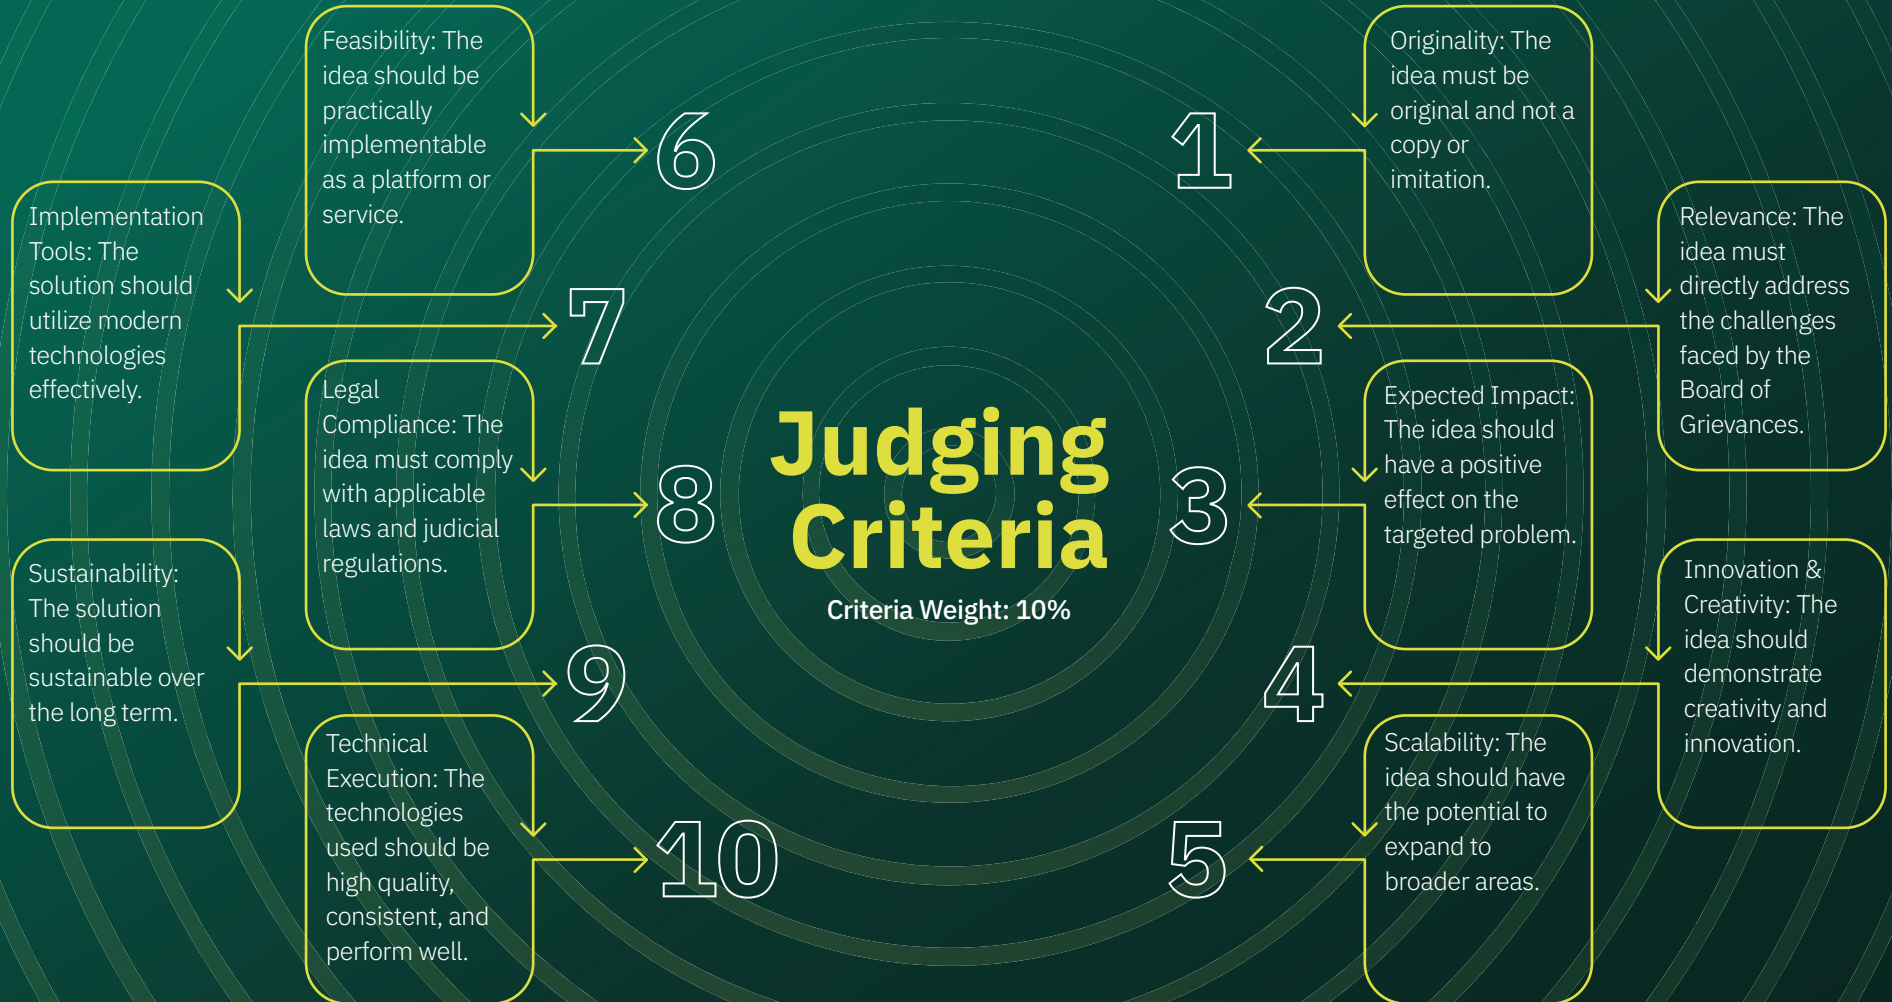 Judging
Criteria
Criteria Weight: 10%
1
Originality: The
idea must be
original and not a
copy or
imitation.
2
Relevance: The
idea must
directly address
the challenges
faced by the
Board of
Grievances.
3
Expected Impact:
The idea should
have a positive
effect on the
targeted problem.
4
Innovation &
Creativity: The
idea should
demonstrate
creativity and
innovation.
5
Scalability: The
idea should have
the potential to
expand to
broader areas.
6
Feasibility: The
idea should be
practically
implementable
as a platform or
service.
7
Implementation
Tools: The
solution should
utilize modern
technologies
effectively.
8
Legal
Compliance: The
idea must comply
with applicable
laws and judicial
regulations.
9
Sustainability:
The solution
should be
sustainable over
the long term.
10
Technical
Execution: The
technologies
used should be
high quality,
consistent, and
perform well.